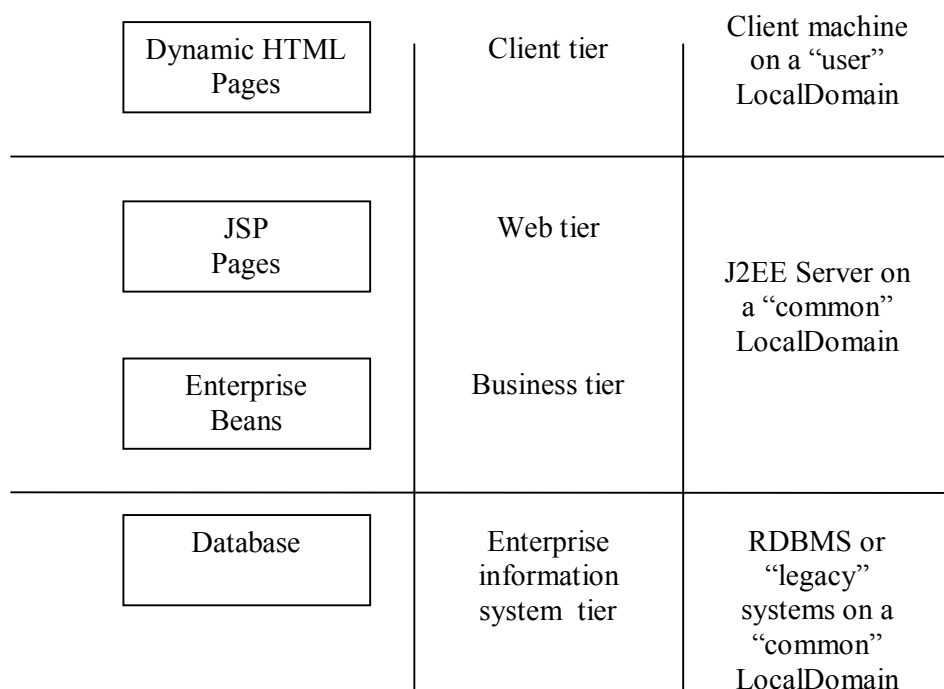 Dynamic HTML
Pages
Client tier
Client machine
on a “user”
LocalDomain
JSP
Pages
Web tier
J2EE Server on
a “common”
LocalDomain
Enterprise
Beans
Business tier
Database
Enterprise
information
system tier
RDBMS or
“legacy”
systems on a
“common”
LocalDomain